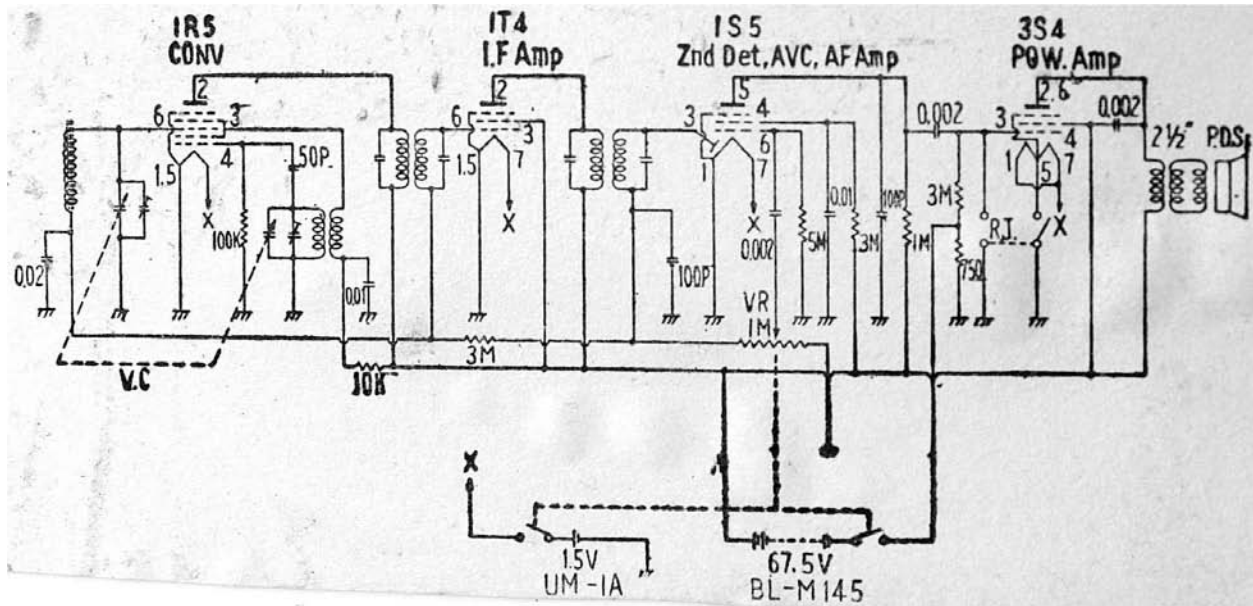 1R5
CONV
1T4
I.F Amp
1S5
2nd Det, AVC, AF Amp
3S4
POW. Amp
2
6
3
4
1.5
X
50P.
100K
0.02
0.01
V.C
10K
2
6
3
1.5
7
X
3M
5
3
4
6
1
7
X
0.002
100P
5M
0.01
3M
100P
1M
VR
1M
0.002
3M
750
2
6
3
4
1
5
7
X
R.J
0.002
2 1/2"
P.D.S.
X
1.5V
UM-1A
67.5V
BL-M145